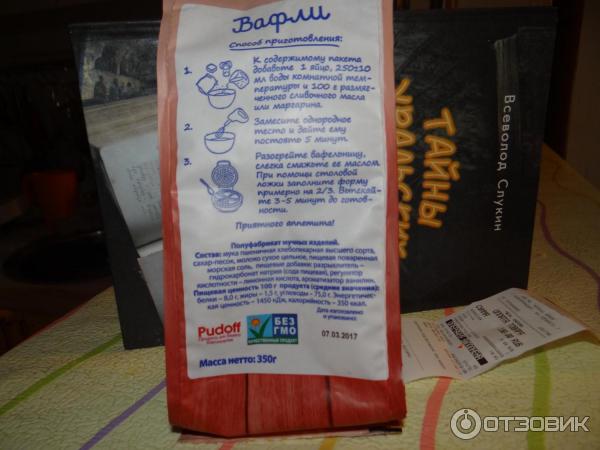 Вафли
Способ приготовления:
1.
К содержимому пакета
добавьте 1 яйцо, 250±10
мл воды комнатной тем-
пературы и 100 г размяг-
ченного сливочного масла
или маргарина.
2.
Замесите однородное
тесто и дайте ему
постоять 5 минут.
3.
Разогрейте вафельницу,
слегка смажьте ее маслом.
При помощи столовой
ложки заполните форму
примерно на 2/3. Выпекай-
те 3-5 минут до готов-
ности.
Приятного аппетита!
Полуфабрикат мучных изделий.
Состав: мука пшеничная хлебопекарная высшего сорта,
сахар-песок, молоко сухое цельное, пищевая поваренная
морская соль, пищевые добавки: разрыхлитель –
гидрокарбонат натрия (сода пищевая), регулятор
кислотности – лимонная кислота, ароматизатор ванилин.
Пищевая ценность 100 г продукта (средние значения):
белки – 8,0 г, жиры – 1,5 г, углеводы – 75,0 г. Энергетичес-
кая ценность – 1450 кДж, калорийность – 350 ккал.
Дата изготовления
и упаковки:
07.03.2017
Pudoff
БЕЗ
ГМО
Масса нетто: 350г
ТАЙНЫ
УРАЛЬСКИХ
Всеволод Слукин
ОТЗОВИК